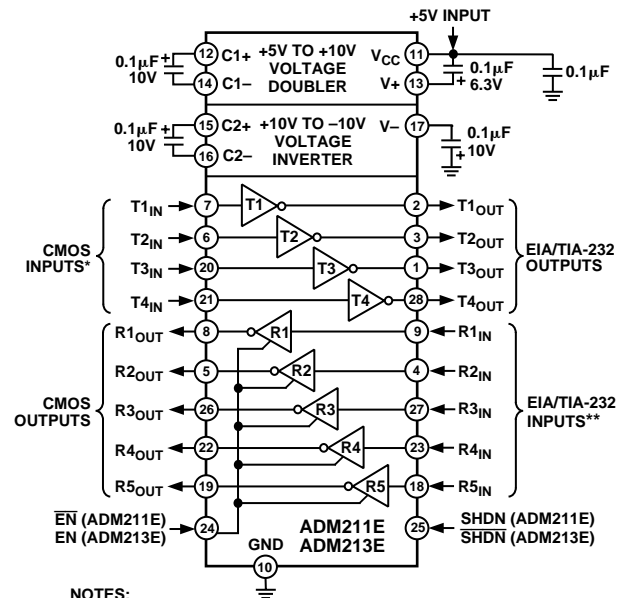 +5V INPUT
0.1μF
10V
+
12
C1+
+5V TO +10V
VOLTAGE
DOUBLER
VCC
11
14
C1–
V+
13
+
0.1μF
6.3V
0.1μF
0.1μF
10V
+
15
C2+
+10V TO –10V
VOLTAGE
INVERTER
V–
17
16
C2–
+
0.1μF
10V
T1IN
7
T1
2
T1OUT
T2IN
6
T2
3
T2OUT
CMOS
INPUTS*
EIA/TIA-232
OUTPUTS
T3IN
20
T3
1
T3OUT
T4IN
21
T4
28
T4OUT
R1OUT
8
R1
9
R1IN
R2OUT
5
R2
4
R2IN
CMOS
OUTPUTS
EIA/TIA-232
INPUTS**
R3OUT
26
R3
27
R3IN
R4OUT
22
R4
23
R4IN
R5OUT
19
R5
18
R5IN
E̅N̅ (ADM211E)
EN (ADM213E)
24
ADM211E
ADM213E
25
SHDN (ADM211E)
S̅H̅D̅N̅ (ADM213E)
GND
10
NOTES: